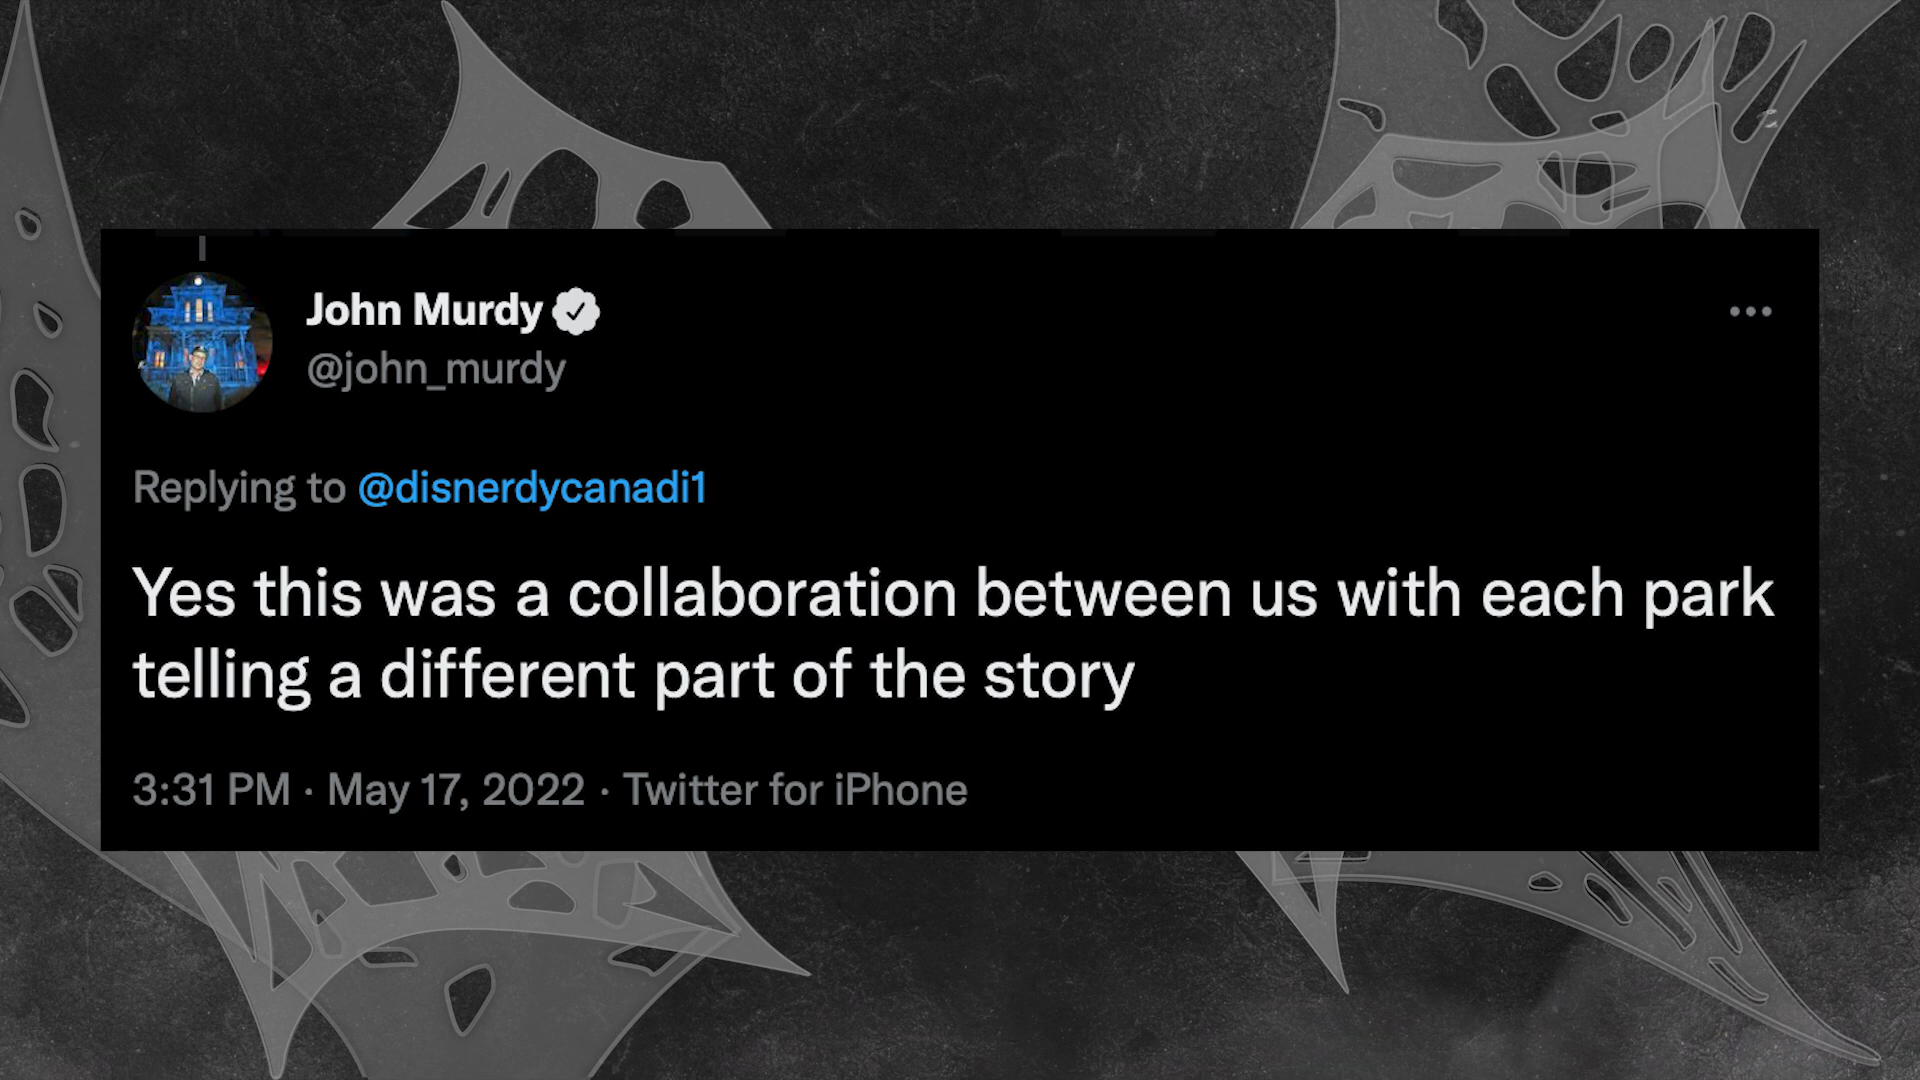 John Murdy
@john_murdy
Replying to @disnerdycanadi1
Yes this was a collaboration between us with each park
telling a different part of the story
3:31 PM · May 17, 2022 · Twitter for iPhone